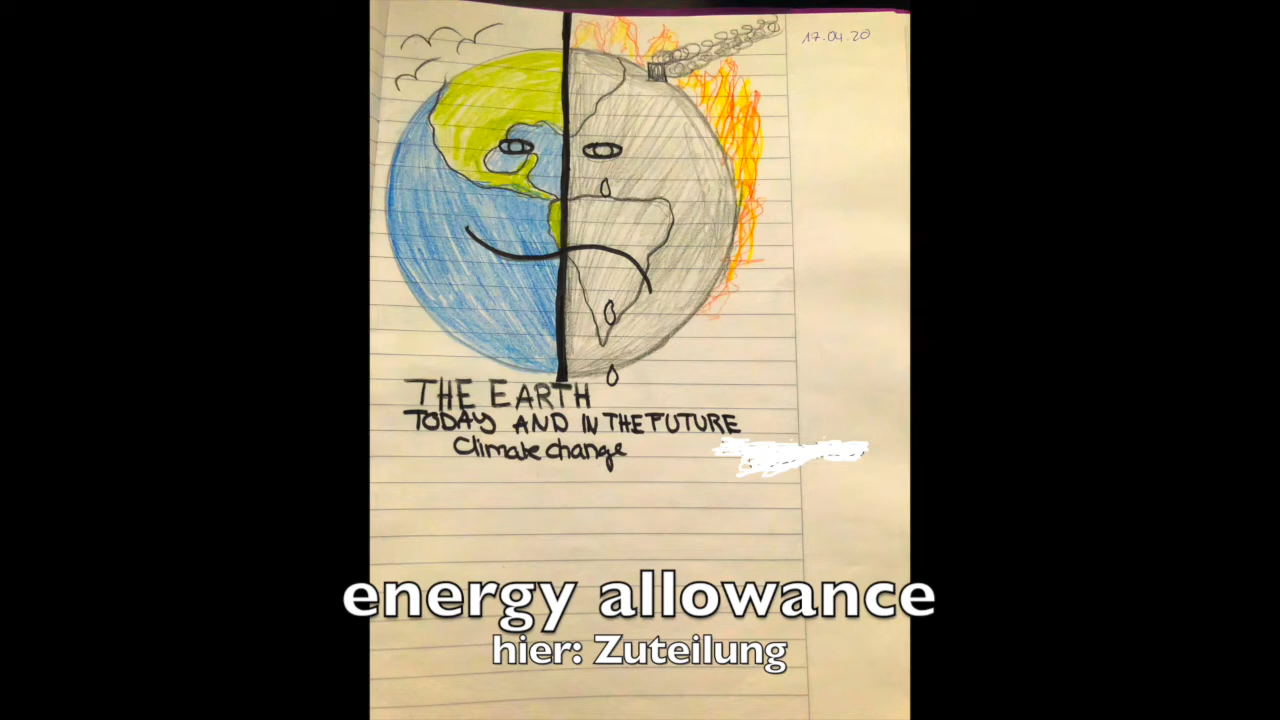 17.04.20
THE EARTH
TODAY AND IN THE FUTURE
Climate change
energy allowance
hier: Zuteilung